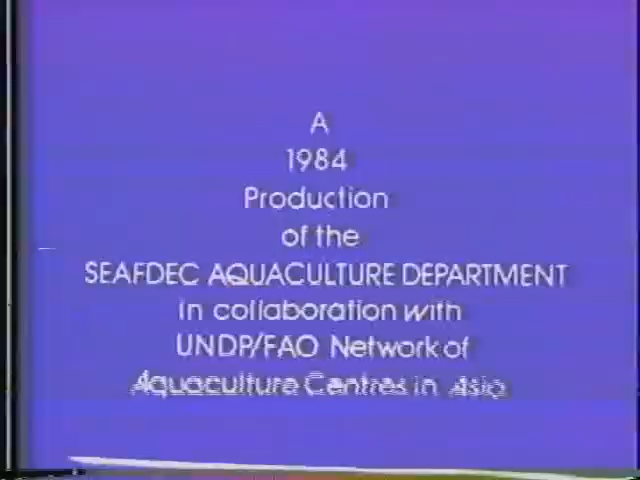 A
1984
Production
of the
SEAFDEC AQUACULTURE DEPARTMENT
in collaboration with
UNDP/FAO Network of
Aquaculture Centres in Asia